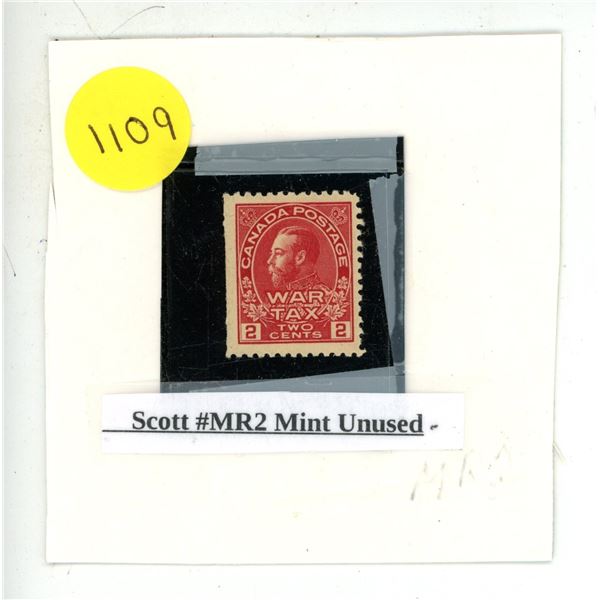 1109
CANADA POSTAGE
WAR
TAX
2 TWO 2
CENTS
Scott #MR2 Mint Unused -